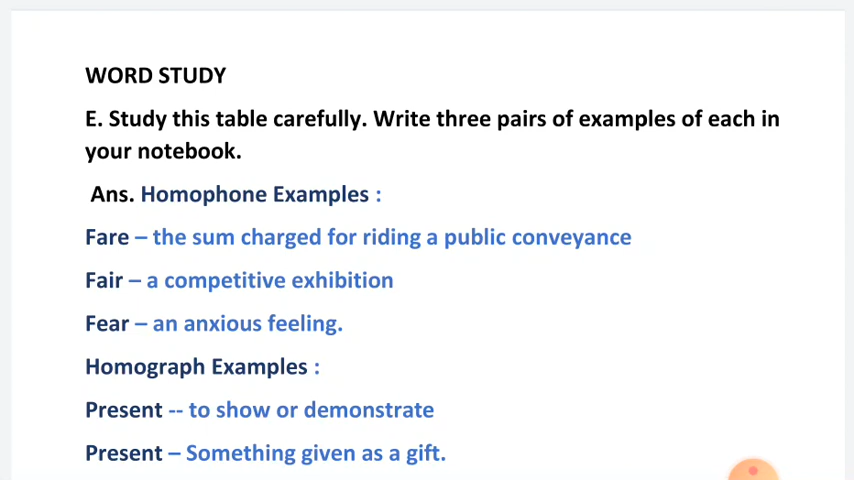 WORD STUDY
E. Study this table carefully. Write three pairs of examples of each in
your notebook.
Ans. Homophone Examples :
Fare – the sum charged for riding a public conveyance
Fair – a competitive exhibition
Fear – an anxious feeling.
Homograph Examples :
Present -- to show or demonstrate
Present – Something given as a gift.